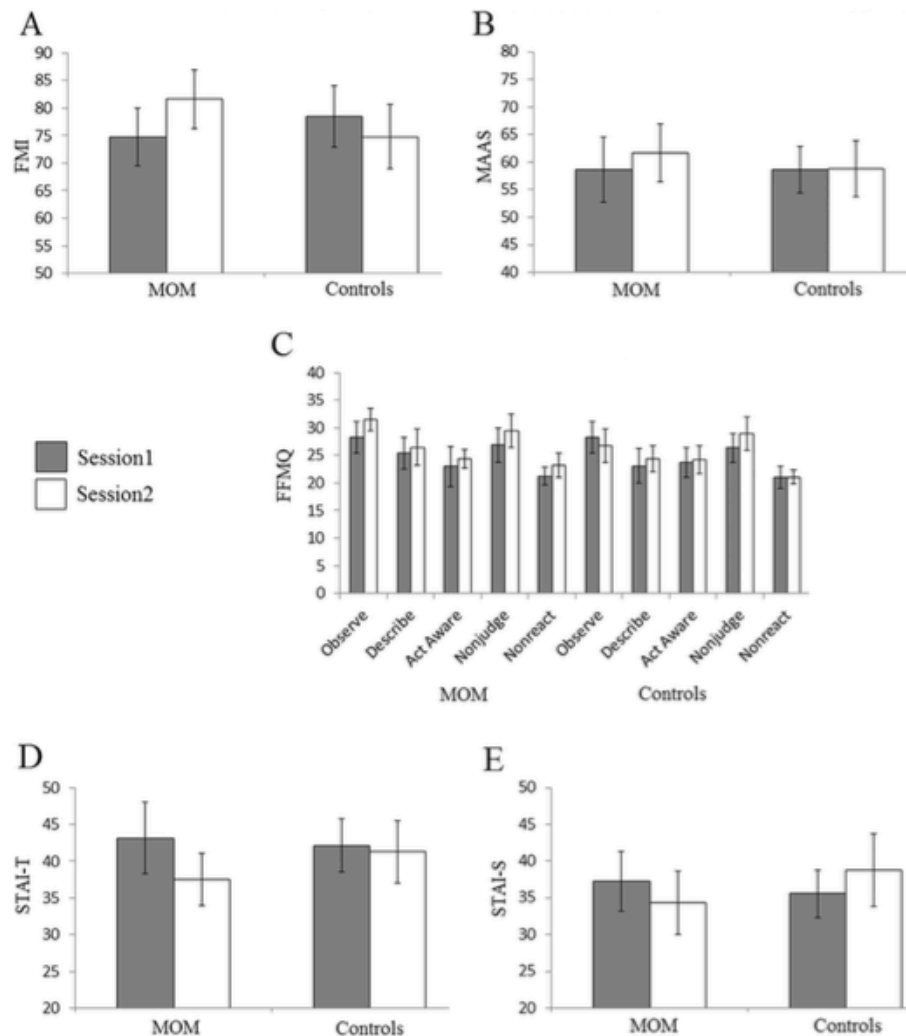 A
FMI
90
85
80
75
70
65
60
55
50
MOM Controls
B
MAAS
80
75
70
65
60
55
50
45
40
MOM Controls
Session1
Session2
C
FFMQ
40
35
30
25
20
15
10
5
0
Observe Describe Act Aware Nonjudge Nonreact Observe Describe Act Aware Nonjudge Nonreact
MOM Controls
D
STAI-T
50
45
40
35
30
25
20
MOM Controls
E
STAI-S
50
45
40
35
30
25
20
MOM Controls